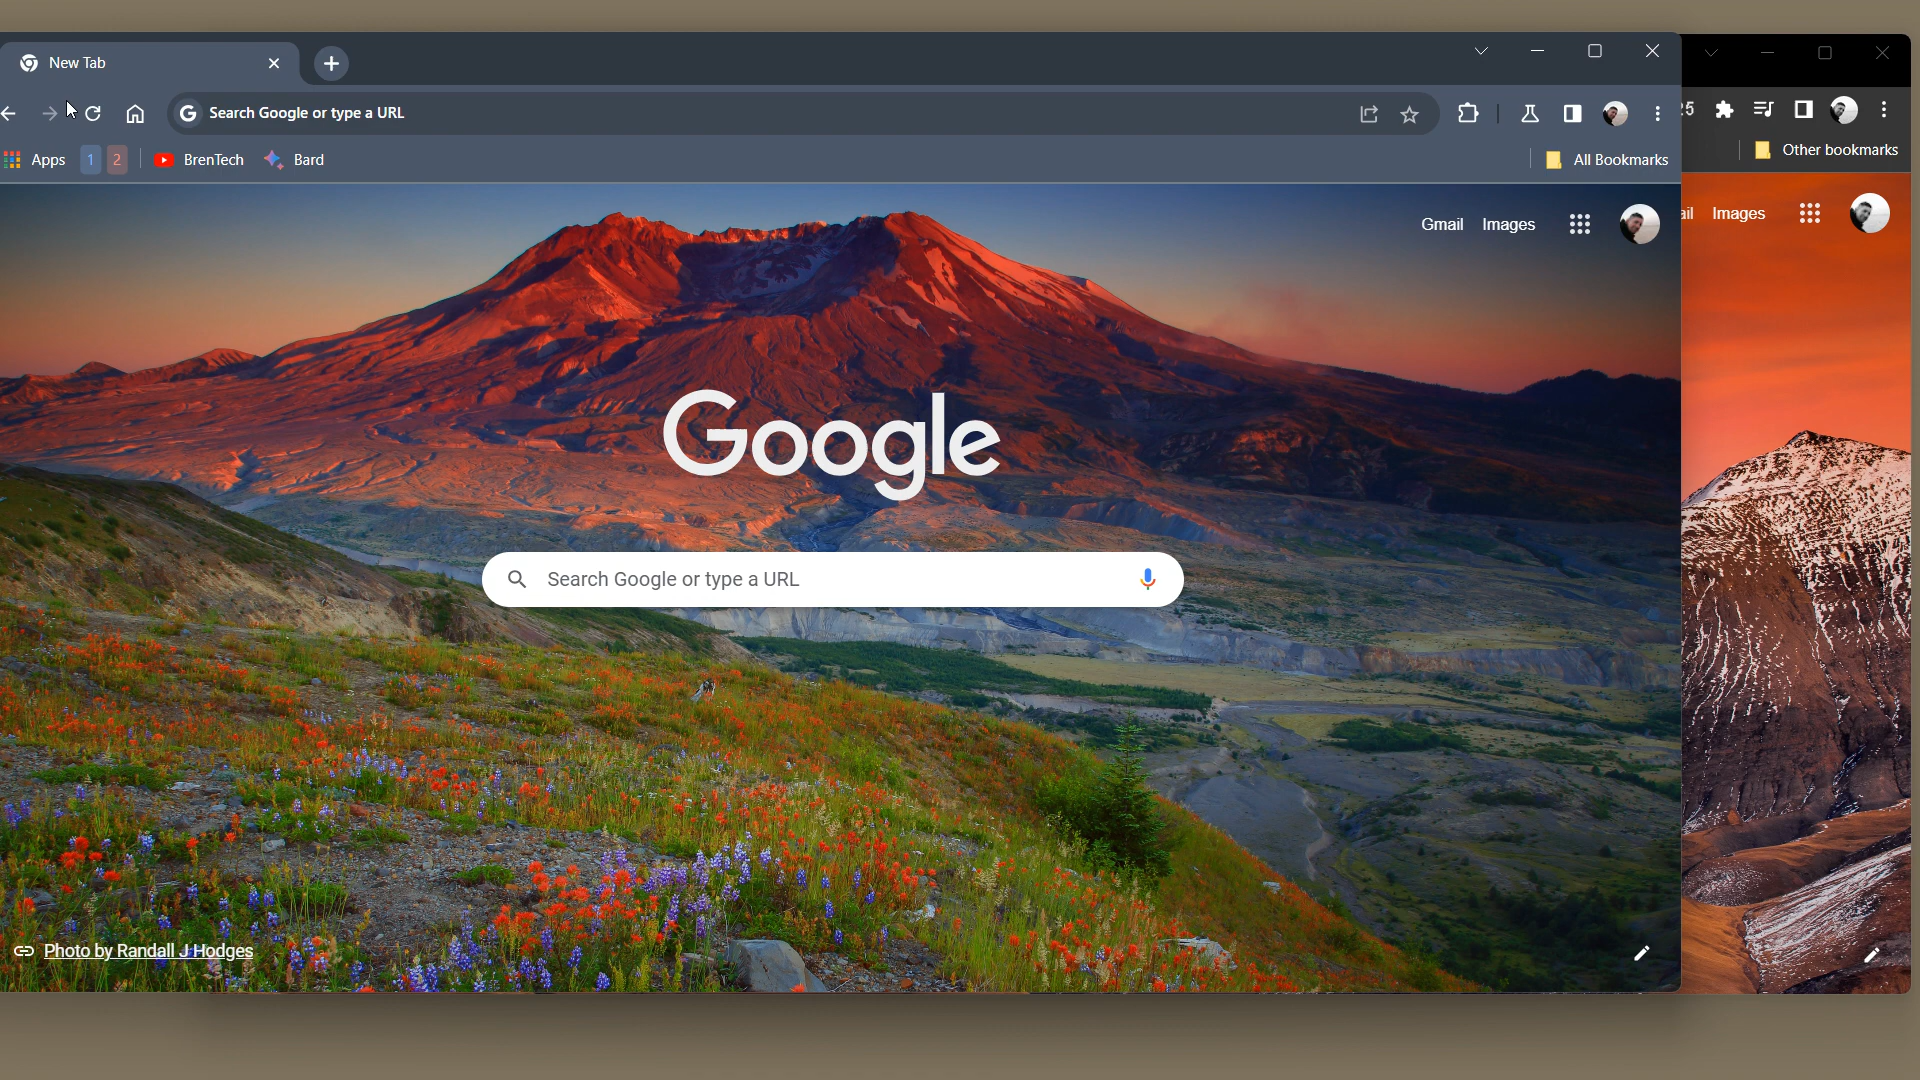 New Tab
Search Google or type a URL
Apps 1 2 BrenTech Bard All Bookmarks
Other bookmarks
Gmail Images
Images
Google
Search Google or type a URL
Photo by Randall J Hodges